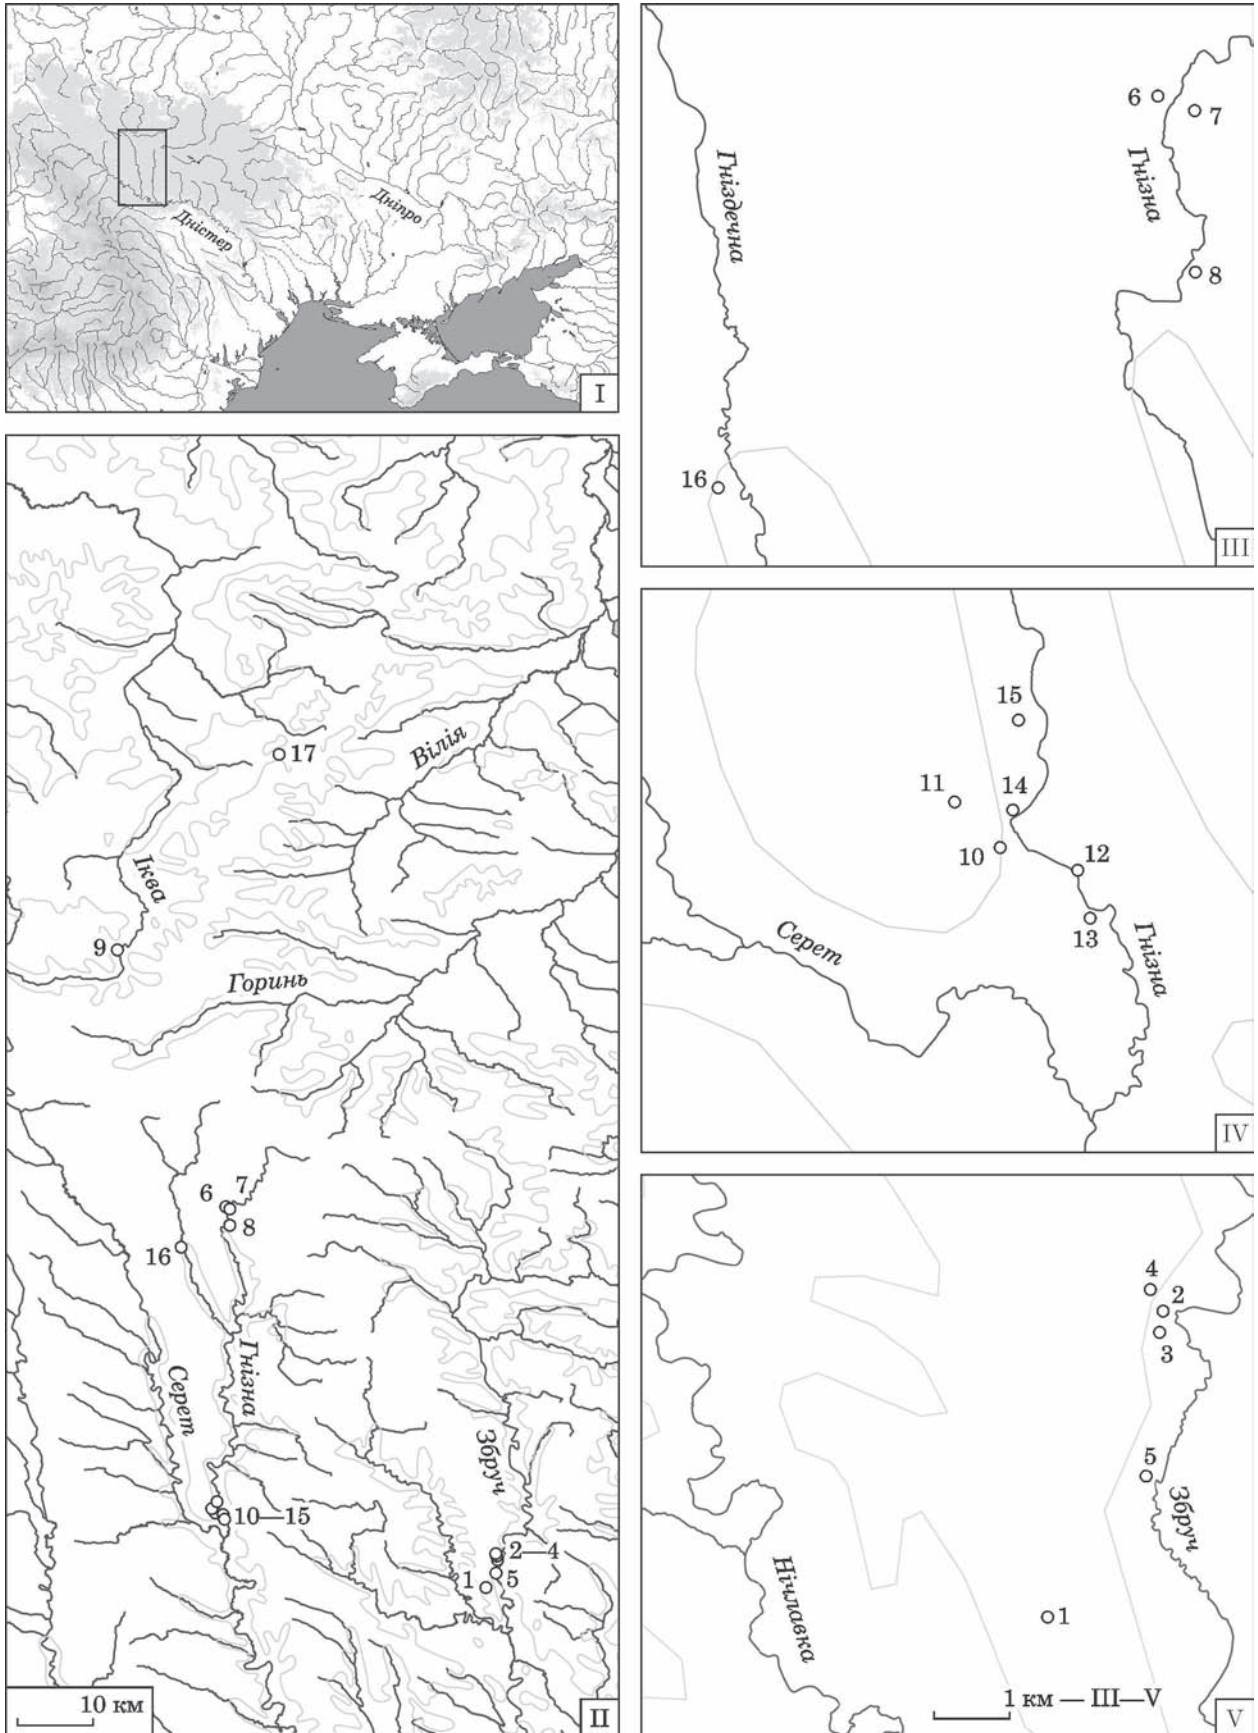 Дністер
Дніпро
I
17
Вілія
Іква
9
Горинь
6
7
8
16
Гнізна
Серет
Збруч
10—15
2—4
1
5
10 км
II
6
7
Гніздечна
Гнізна
8
16
III
15
11
14
10
12
13
Серет
Гнізна
IV
4
2
3
5
Збруч
Нічлавка
1
1 км — III—V
V